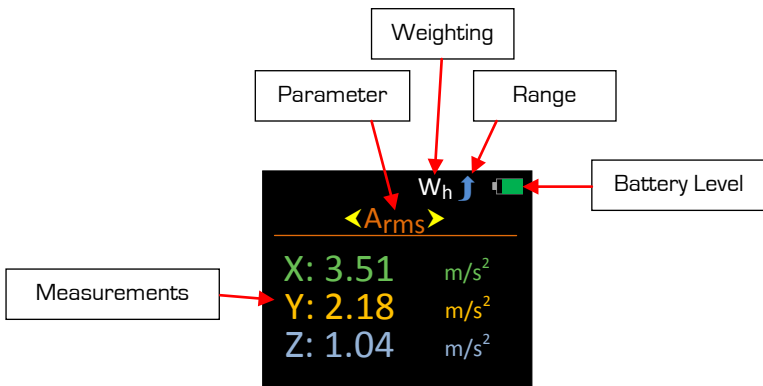 Weighting
Parameter
Range
Wh
Battery Level
Arms
X: 3.51 m/s²
Measurements
Y: 2.18 m/s²
Z: 1.04 m/s²